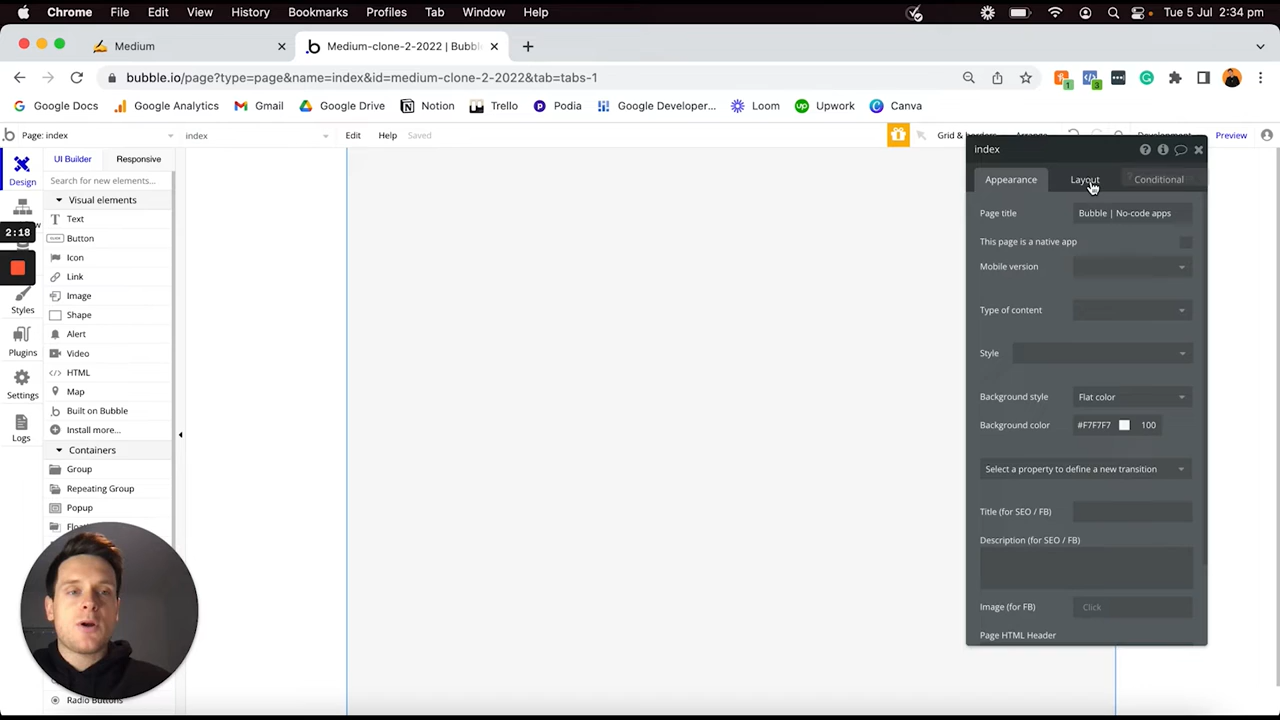 Chrome File Edit View History Bookmarks Profiles Tab Window Help Tue 5 Jul 2:34 pm
Medium Medium-clone-2-2022 | Bubble
bubble.io/page?type=page&name=index&id=medium-clone-2-2022&tab=tabs-1
Google Docs Google Analytics Gmail Google Drive Notion Trello Podia Google Developer... Loom Upwork Canva
Page: index index Edit Help Saved Grid & borders Preview
Design
2:18
Styles
Plugins
Settings
Logs
UI Builder Responsive
Search for new elements...
Visual elements
Text
Button
Icon
Link
Image
Shape
Alert
Video
HTML
Map
Built on Bubble
Install more...
Containers
Group
Repeating Group
Popup
Radio Buttons
index
Appearance Layout Conditional
Page title Bubble | No-code apps
This page is a native app
Mobile version
Type of content
Style
Background style Flat color
Background color #F7F7F7 100
Select a property to define a new transition
Title (for SEO / FB)
Description (for SEO / FB)
Image (for FB) Click
Page HTML Header